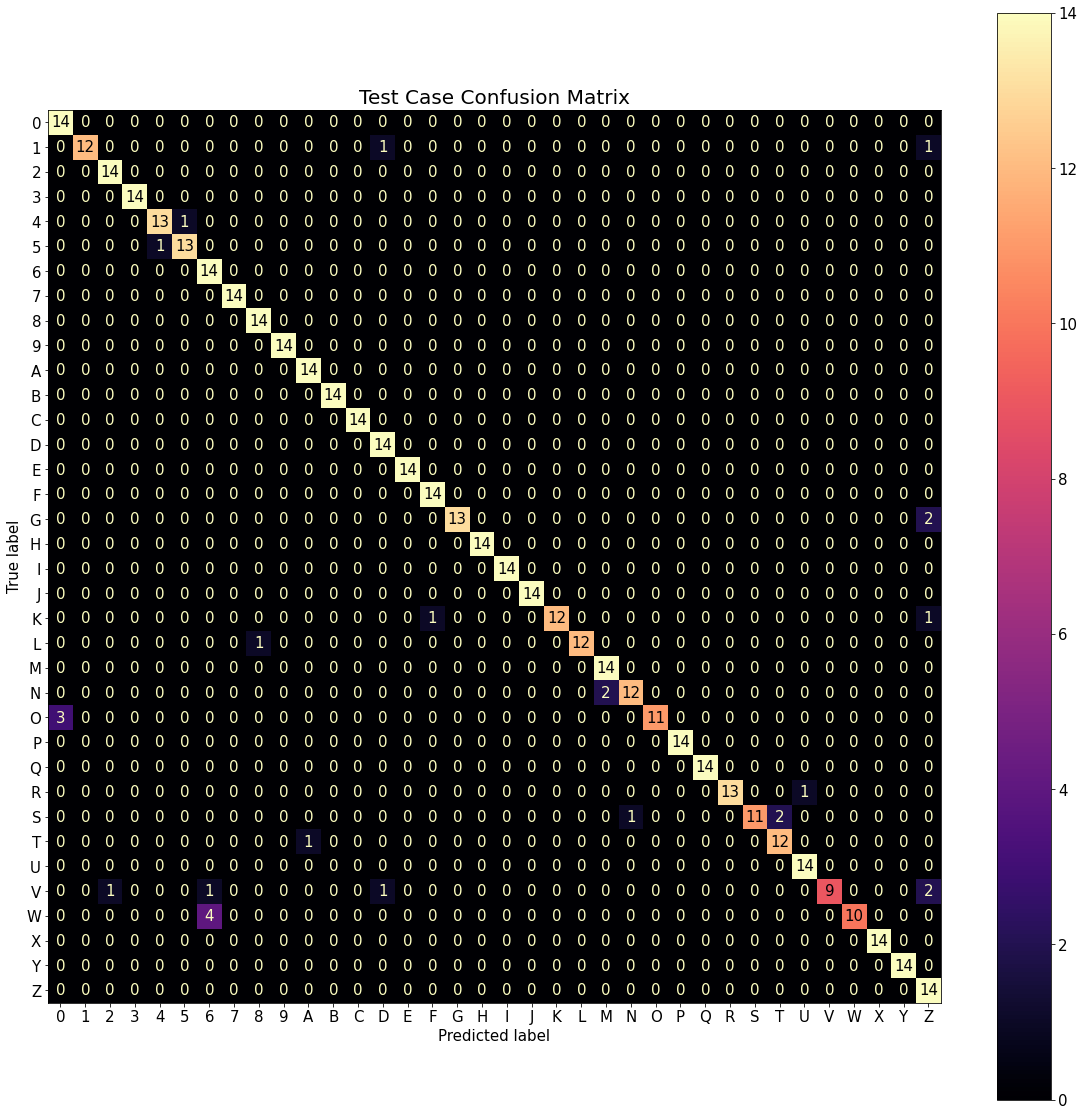 Test Case Confusion Matrix
0 14 0 0 0 0 0 0 0 0 0 0 0 0 0 0 0 0 0 0 0 0 0 0 0 0 0 0 0 0 0 0 0 0 0 0 0
1 0 12 0 0 0 0 0 0 0 0 0 0 0 1 0 0 0 0 0 0 0 0 0 0 0 0 0 0 0 0 0 0 0 0 0 1
2 0 0 14 0 0 0 0 0 0 0 0 0 0 0 0 0 0 0 0 0 0 0 0 0 0 0 0 0 0 0 0 0 0 0 0 0
3 0 0 0 14 0 0 0 0 0 0 0 0 0 0 0 0 0 0 0 0 0 0 0 0 0 0 0 0 0 0 0 0 0 0 0 0
4 0 0 0 0 13 1 0 0 0 0 0 0 0 0 0 0 0 0 0 0 0 0 0 0 0 0 0 0 0 0 0 0 0 0 0 0
5 0 0 0 0 1 13 0 0 0 0 0 0 0 0 0 0 0 0 0 0 0 0 0 0 0 0 0 0 0 0 0 0 0 0 0 0
6 0 0 0 0 0 0 14 0 0 0 0 0 0 0 0 0 0 0 0 0 0 0 0 0 0 0 0 0 0 0 0 0 0 0 0 0
7 0 0 0 0 0 0 0 14 0 0 0 0 0 0 0 0 0 0 0 0 0 0 0 0 0 0 0 0 0 0 0 0 0 0 0 0
8 0 0 0 0 0 0 0 0 14 0 0 0 0 0 0 0 0 0 0 0 0 0 0 0 0 0 0 0 0 0 0 0 0 0 0 0
9 0 0 0 0 0 0 0 0 0 14 0 0 0 0 0 0 0 0 0 0 0 0 0 0 0 0 0 0 0 0 0 0 0 0 0 0
A 0 0 0 0 0 0 0 0 0 0 14 0 0 0 0 0 0 0 0 0 0 0 0 0 0 0 0 0 0 0 0 0 0 0 0 0
B 0 0 0 0 0 0 0 0 0 0 0 14 0 0 0 0 0 0 0 0 0 0 0 0 0 0 0 0 0 0 0 0 0 0 0 0
C 0 0 0 0 0 0 0 0 0 0 0 0 14 0 0 0 0 0 0 0 0 0 0 0 0 0 0 0 0 0 0 0 0 0 0 0
D 0 0 0 0 0 0 0 0 0 0 0 0 0 14 0 0 0 0 0 0 0 0 0 0 0 0 0 0 0 0 0 0 0 0 0 0
E 0 0 0 0 0 0 0 0 0 0 0 0 0 0 14 0 0 0 0 0 0 0 0 0 0 0 0 0 0 0 0 0 0 0 0 0
F 0 0 0 0 0 0 0 0 0 0 0 0 0 0 0 14 0 0 0 0 0 0 0 0 0 0 0 0 0 0 0 0 0 0 0 0
G 0 0 0 0 0 0 0 0 0 0 0 0 0 0 0 0 13 0 0 0 0 0 0 0 0 0 0 0 0 0 0 0 0 0 0 2
H 0 0 0 0 0 0 0 0 0 0 0 0 0 0 0 0 0 14 0 0 0 0 0 0 0 0 0 0 0 0 0 0 0 0 0 0
I 0 0 0 0 0 0 0 0 0 0 0 0 0 0 0 0 0 0 14 0 0 0 0 0 0 0 0 0 0 0 0 0 0 0 0 0
J 0 0 0 0 0 0 0 0 0 0 0 0 0 0 0 0 0 0 0 14 0 0 0 0 0 0 0 0 0 0 0 0 0 0 0 0
K 0 0 0 0 0 0 0 0 0 0 0 0 0 0 0 1 0 0 0 0 12 0 0 0 0 0 0 0 0 0 0 0 0 0 0 1
L 0 0 0 0 0 0 0 0 1 0 0 0 0 0 0 0 0 0 0 0 0 12 0 0 0 0 0 0 0 0 0 0 0 0 0 0
M 0 0 0 0 0 0 0 0 0 0 0 0 0 0 0 0 0 0 0 0 0 0 14 0 0 0 0 0 0 0 0 0 0 0 0 0
N 0 0 0 0 0 0 0 0 0 0 0 0 0 0 0 0 0 0 0 0 0 0 2 12 0 0 0 0 0 0 0 0 0 0 0 0
O 3 0 0 0 0 0 0 0 0 0 0 0 0 0 0 0 0 0 0 0 0 0 0 0 11 0 0 0 0 0 0 0 0 0 0 0
P 0 0 0 0 0 0 0 0 0 0 0 0 0 0 0 0 0 0 0 0 0 0 0 0 0 14 0 0 0 0 0 0 0 0 0 0
Q 0 0 0 0 0 0 0 0 0 0 0 0 0 0 0 0 0 0 0 0 0 0 0 0 0 0 14 0 0 0 0 0 0 0 0 0
R 0 0 0 0 0 0 0 0 0 0 0 0 0 0 0 0 0 0 0 0 0 0 0 0 0 0 0 13 0 0 1 0 0 0 0 0
S 0 0 0 0 0 0 0 0 0 0 0 0 0 0 0 0 0 0 0 0 0 0 0 1 0 0 0 0 11 2 0 0 0 0 0 0
T 0 0 0 0 0 0 0 0 0 0 1 0 0 0 0 0 0 0 0 0 0 0 0 0 0 0 0 0 0 12 0 0 0 0 0 0
U 0 0 0 0 0 0 0 0 0 0 0 0 0 0 0 0 0 0 0 0 0 0 0 0 0 0 0 0 0 0 14 0 0 0 0 0
V 0 0 1 0 0 0 1 0 0 0 0 0 0 1 0 0 0 0 0 0 0 0 0 0 0 0 0 0 0 0 0 9 0 0 0 2
W 0 0 0 0 0 0 4 0 0 0 0 0 0 0 0 0 0 0 0 0 0 0 0 0 0 0 0 0 0 0 0 0 10 0 0 0
X 0 0 0 0 0 0 0 0 0 0 0 0 0 0 0 0 0 0 0 0 0 0 0 0 0 0 0 0 0 0 0 0 0 14 0 0
Y 0 0 0 0 0 0 0 0 0 0 0 0 0 0 0 0 0 0 0 0 0 0 0 0 0 0 0 0 0 0 0 0 0 0 14 0
Z 0 0 0 0 0 0 0 0 0 0 0 0 0 0 0 0 0 0 0 0 0 0 0 0 0 0 0 0 0 0 0 0 0 0 0 14
0 1 2 3 4 5 6 7 8 9 A B C D E F G H I J K L M N O P Q R S T U V W X Y Z
Predicted label
True label
14
12
10
8
6
4
2
0